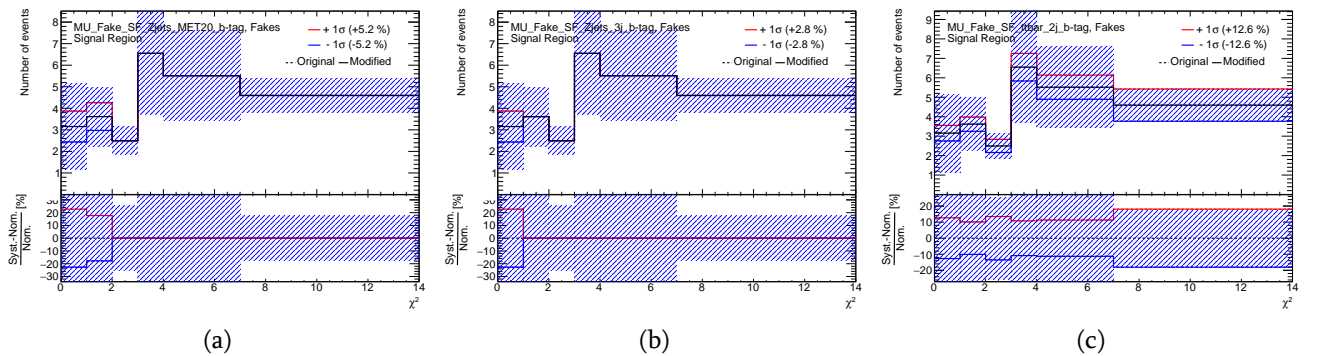 Number of events
MU_Fake_SF_Zjets_MET20_b-tag, Fakes
Signal Region
+ 1σ (+5.2 %)
- 1σ (-5.2 %)
Original Modified
8
7
6
5
4
3
2
1
Syst.-Nom.
Nom. [%]
30
20
10
0
−10
−20
−30
0 2 4 6 8 10 12 14
χ²
(a)
Number of events
MU_Fake_SF_Zjets_3j_b-tag, Fakes
Signal Region
+ 1σ (+2.8 %)
- 1σ (-2.8 %)
Original Modified
8
7
6
5
4
3
2
1
Syst.-Nom.
Nom. [%]
30
20
10
0
−10
−20
−30
0 2 4 6 8 10 12 14
χ²
(b)
Number of events
MU_Fake_SF_ttbar_2j_b-tag, Fakes
Signal Region
+ 1σ (+12.6 %)
- 1σ (-12.6 %)
Original Modified
9
8
7
6
5
4
3
2
1
Syst.-Nom.
Nom. [%]
20
10
0
−10
−20
0 2 4 6 8 10 12 14
χ²
(c)